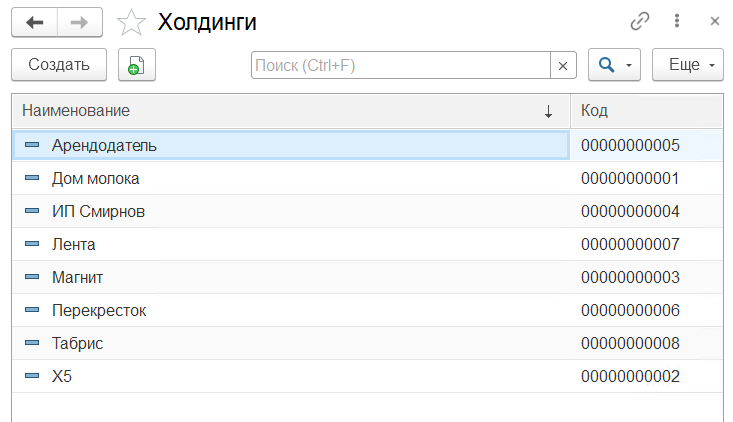 Холдинги
Создать Поиск (Ctrl+F) Еще
Наименование Код
Арендодатель 00000000005
Дом молока 00000000001
ИП Смирнов 00000000004
Лента 00000000007
Магнит 00000000003
Перекресток 00000000006
Табрис 00000000008
X5 00000000002